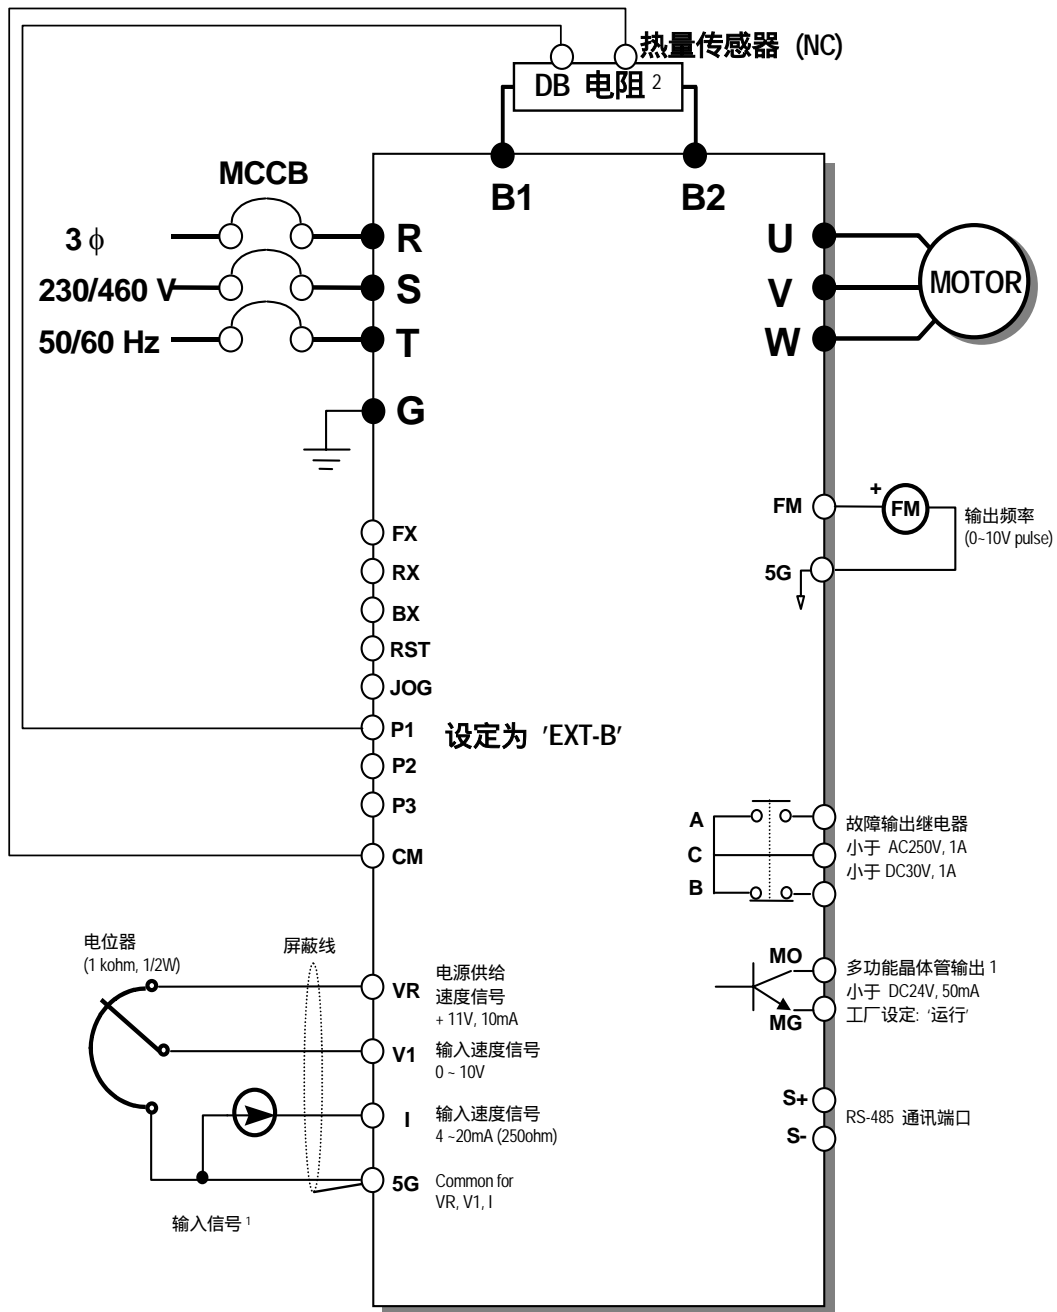 热量传感器 (NC)
DB 电阻 2
MCCB
B1
B2
3 ϕ
R
U
230/460 V
S
V
MOTOR
50/60 Hz
T
W
G
FM
+
FM
输出频率
(0~10V pulse)
5G
FX
RX
BX
RST
JOG
P1
设定为 'EXT-B'
P2
P3
CM
A
C
B
故障输出继电器
小于 AC250V, 1A
小于 DC30V, 1A
电位器
(1 kohm, 1/2W)
屏蔽线
VR
电源供给
速度信号
+ 11V, 10mA
V1
输入速度信号
0 ~ 10V
I
输入速度信号
4 ~20mA (250ohm)
5G
Common for
VR, V1, I
输入信号 1
MO
MG
多功能晶体管输出 1
小于 DC24V, 50mA
工厂设定: '运行'
S+
S-
RS-485 通讯端口